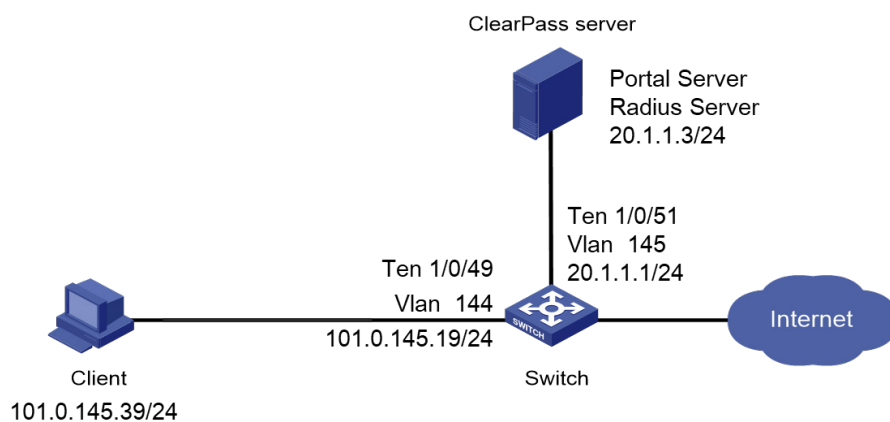 ClearPass server
Portal Server
Radius Server
20.1.1.3/24
Ten 1/0/51
Vlan 145
20.1.1.1/24
Ten 1/0/49
Vlan 144
101.0.145.19/24
SWITCH
Internet
Client
Switch
101.0.145.39/24